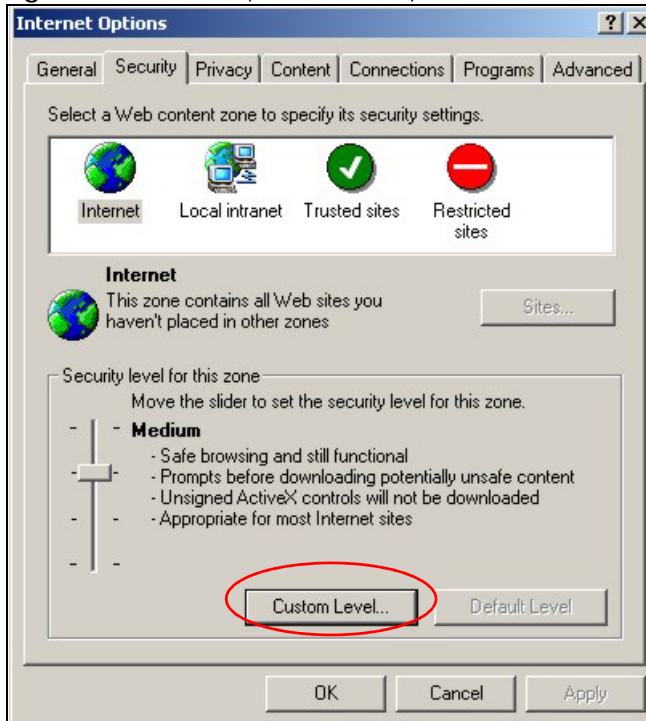 Internet Options
General Security Privacy Content Connections Programs Advanced
Select a Web content zone to specify its security settings.
Internet Local intranet Trusted sites Restricted
sites
Internet
This zone contains all Web sites you
haven't placed in other zones
Sites...
Security level for this zone
Move the slider to set the security level for this zone.
Medium
- Safe browsing and still functional
- Prompts before downloading potentially unsafe content
- Unsigned ActiveX controls will not be downloaded
- Appropriate for most Internet sites
Custom Level... Default Level
OK Cancel Apply